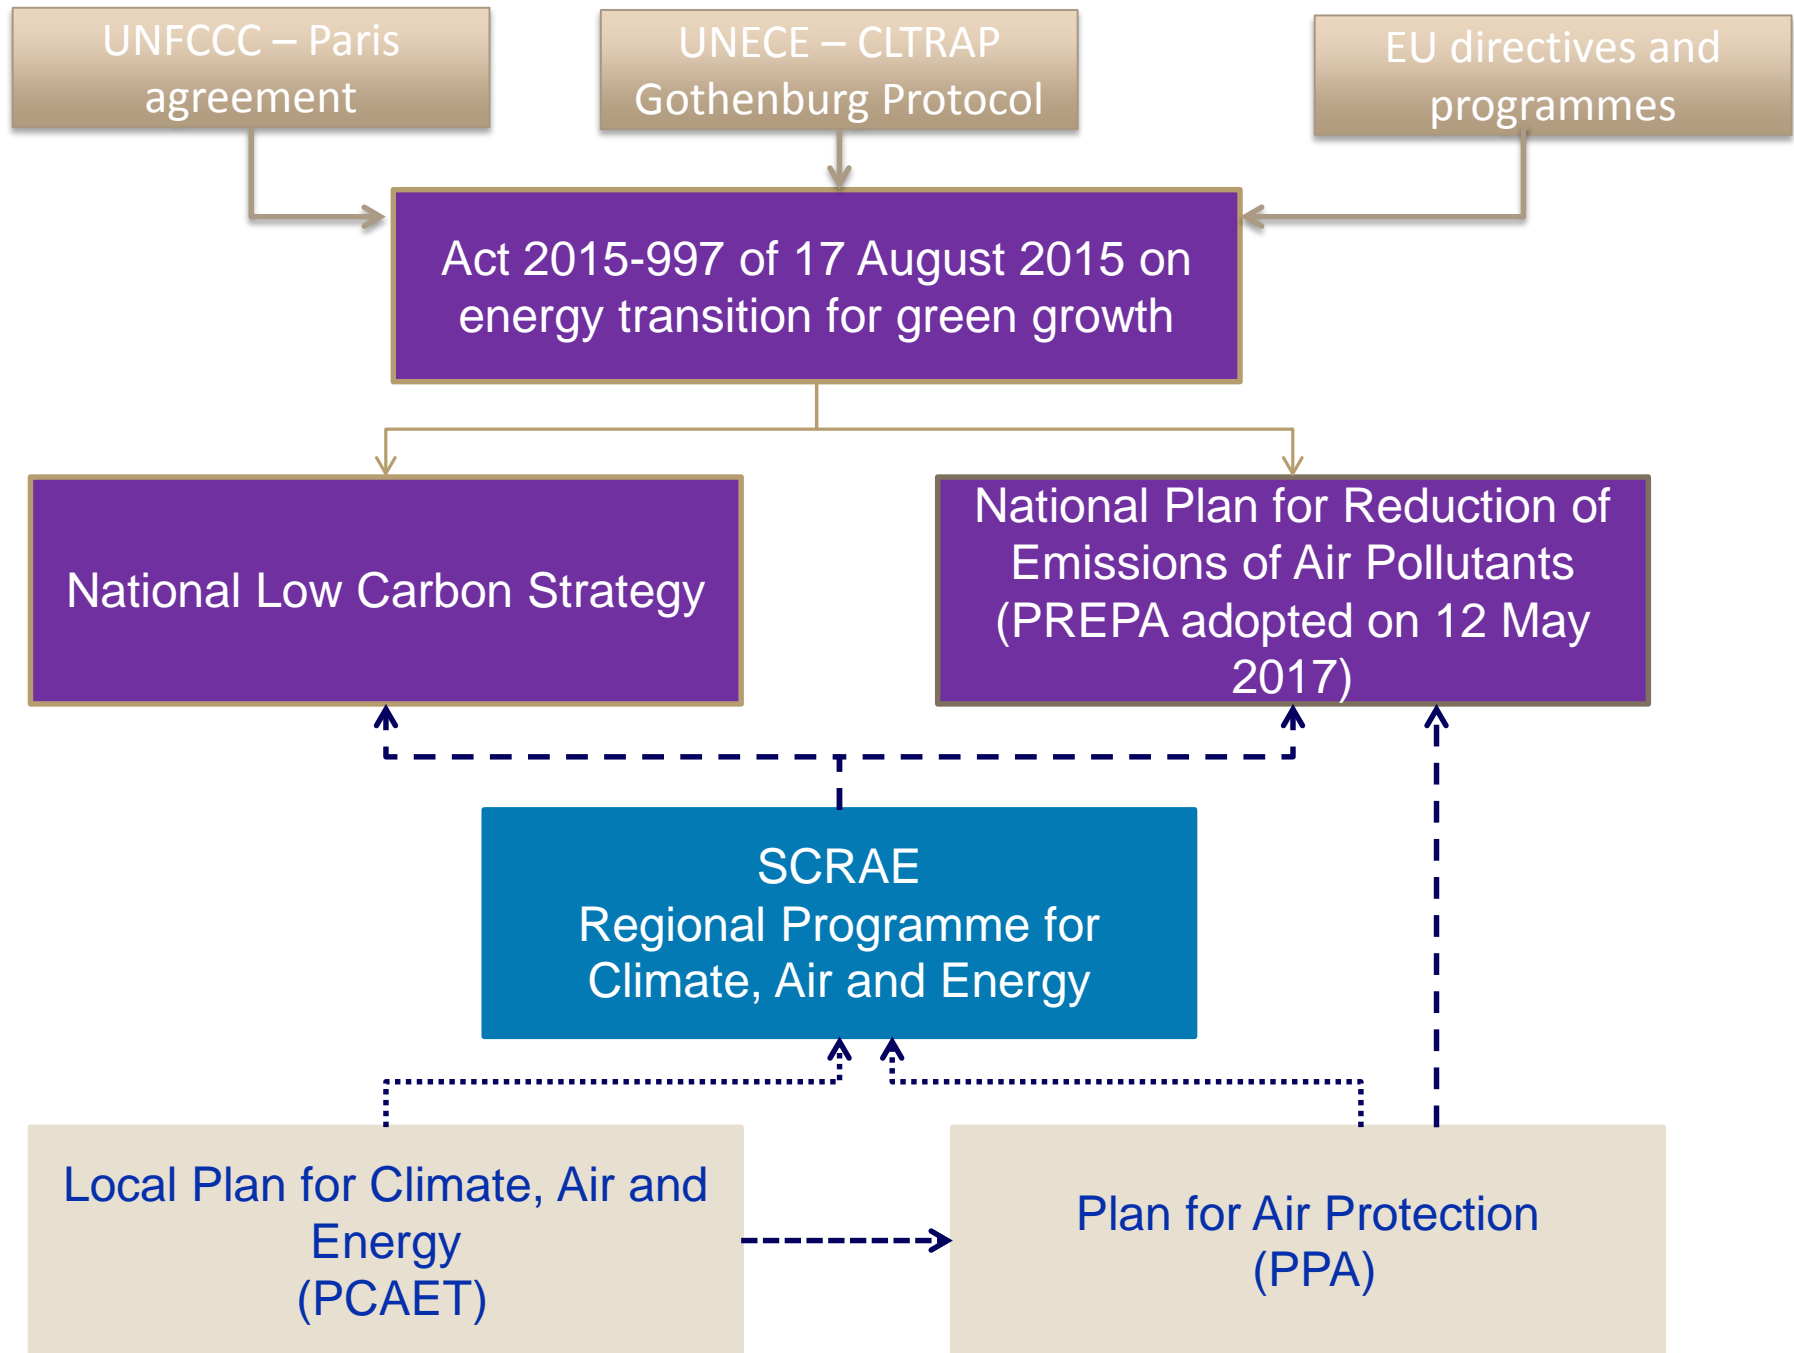 UNFCCC – Paris
agreement
UNECE – CLTRAP
Gothenburg Protocol
EU directives and
programmes
Act 2015-997 of 17 August 2015 on
energy transition for green growth
National Low Carbon Strategy
National Plan for Reduction of
Emissions of Air Pollutants
(PREPA adopted on 12 May
2017)
SCRAE
Regional Programme for
Climate, Air and Energy
Local Plan for Climate, Air and
Energy
(PCAET)
Plan for Air Protection
(PPA)